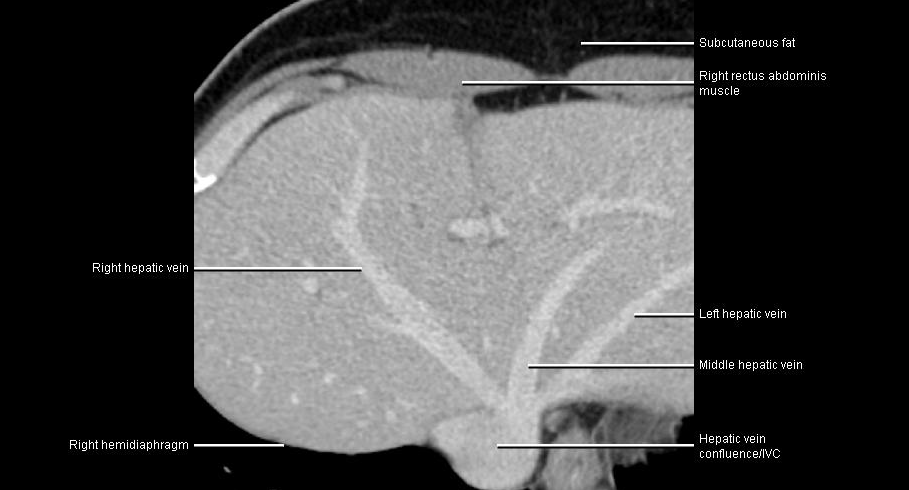 Subcutaneous fat
Right rectus abdominis
muscle
Right hepatic vein
Left hepatic vein
Middle hepatic vein
Right hemidiaphragm
Hepatic vein
confluence/IVC